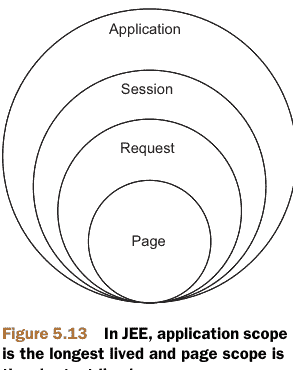 Application
Session
Request
Page
Figure 5.13 In JEE, application scope
is the longest lived and page scope is